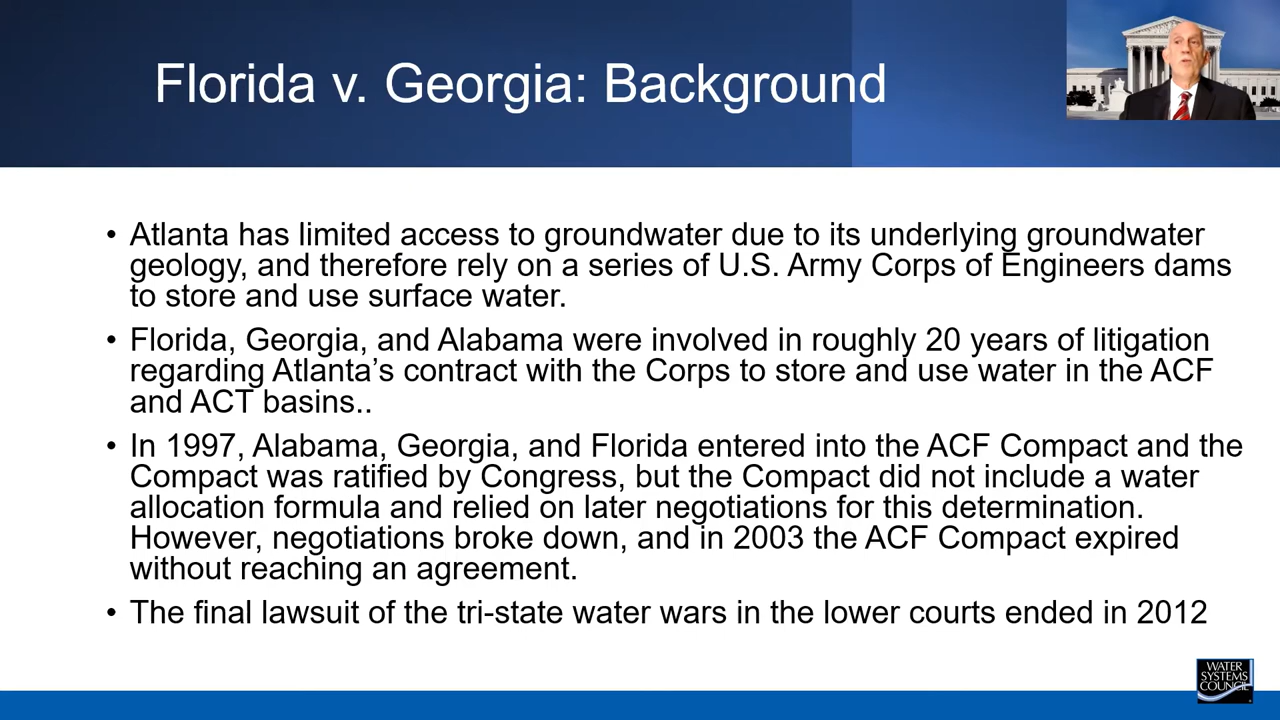 Florida v. Georgia: Background
• Atlanta has limited access to groundwater due to its underlying groundwater
geology, and therefore rely on a series of U.S. Army Corps of Engineers dams
to store and use surface water.
• Florida, Georgia, and Alabama were involved in roughly 20 years of litigation
regarding Atlanta’s contract with the Corps to store and use water in the ACF
and ACT basins..
• In 1997, Alabama, Georgia, and Florida entered into the ACF Compact and the
Compact was ratified by Congress, but the Compact did not include a water
allocation formula and relied on later negotiations for this determination.
However, negotiations broke down, and in 2003 the ACF Compact expired
without reaching an agreement.
• The final lawsuit of the tri-state water wars in the lower courts ended in 2012
WATER
SYSTEMS
COUNCIL